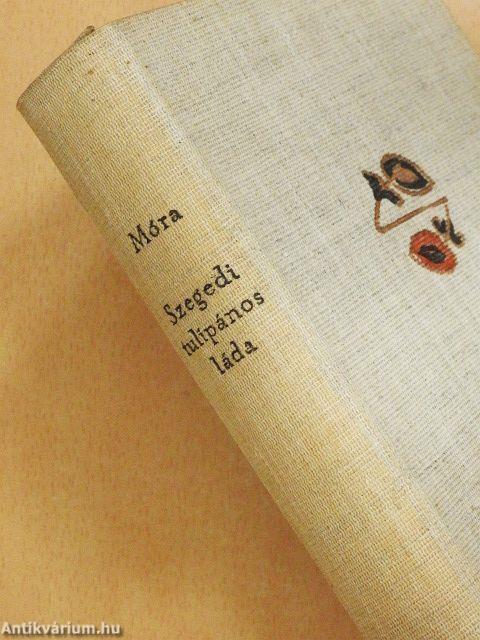 Móra
Szegedi
tulipános
láda
Antikvárium.hu